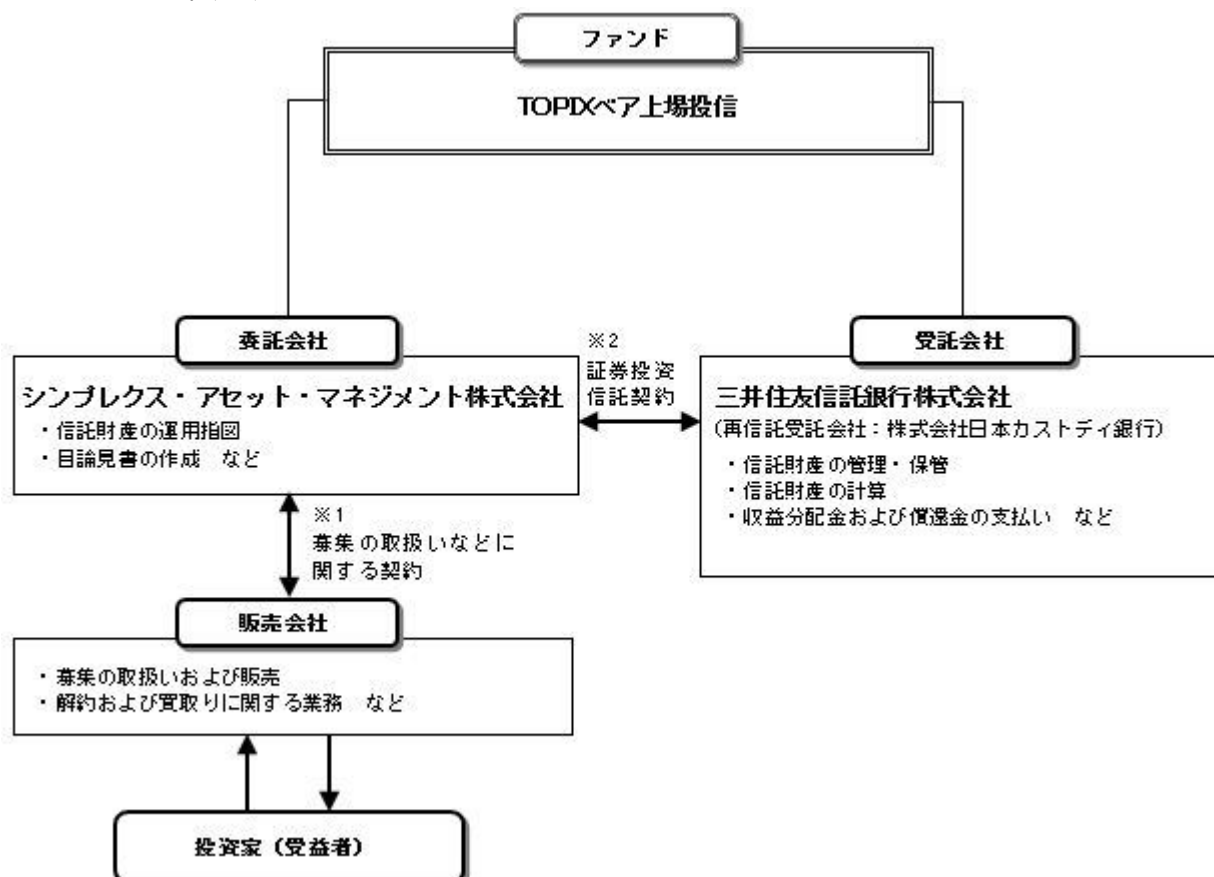 ファンド
TOPIXベア上場投信
委託会社
シンプレクス・アセット・マネジメント株式会社
・信託財産の運用指図
・目論見書の作成　など
※2
証券投資
信託契約
受託会社
三井住友信託銀行株式会社
(再信託受託会社：株式会社日本カストディ銀行)
・信託財産の管理・保管
・信託財産の計算
・収益分配金および償還金の支払い　など
※1
募集の取扱いなどに
関する契約
販売会社
・募集の取扱いおよび販売
・解約および買取りに関する業務　など
投資家（受益者）